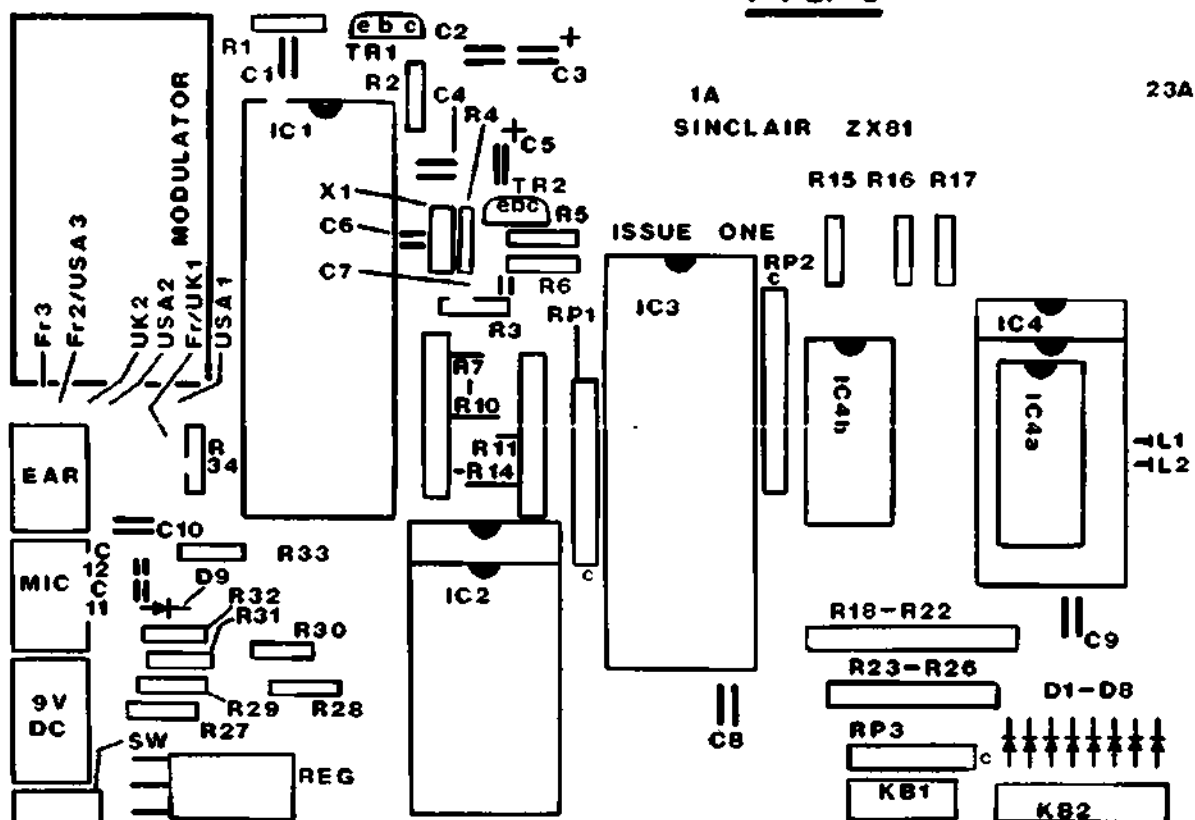 R1
C1
e b c
TR1
C2
+
C3
R2
C4
R4
IC1
MODULATOR
+
C5
1A
23A
SINCLAIR ZX81
X1
TR2
ebc
R5
C6
C7
R6
R3
ISSUE ONE
R15 R16 R17
RP2
c
IC3
RP1
IC4
IC4b
IC4a
L1
L2
Fr3
Fr2/USA3
UK2
USA2
Fr/UK1
USA1
R7
R10
R11
-R14
R
34
EAR
C10
R33
MIC
C
12
C
11
D9
R32
R31
R30
R29
R28
R27
9V
DC
SW
REG
IC2
c
R18-R22
C9
R23-R26
D1-D8
C8
RP3
c
KB1
KB2